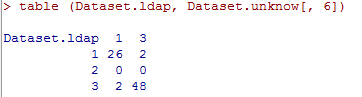 > table (Dataset.ldap, Dataset.unknow[, 6])
Dataset.ldap  1  3
           1 26  2
           2  0  0
           3  2 48